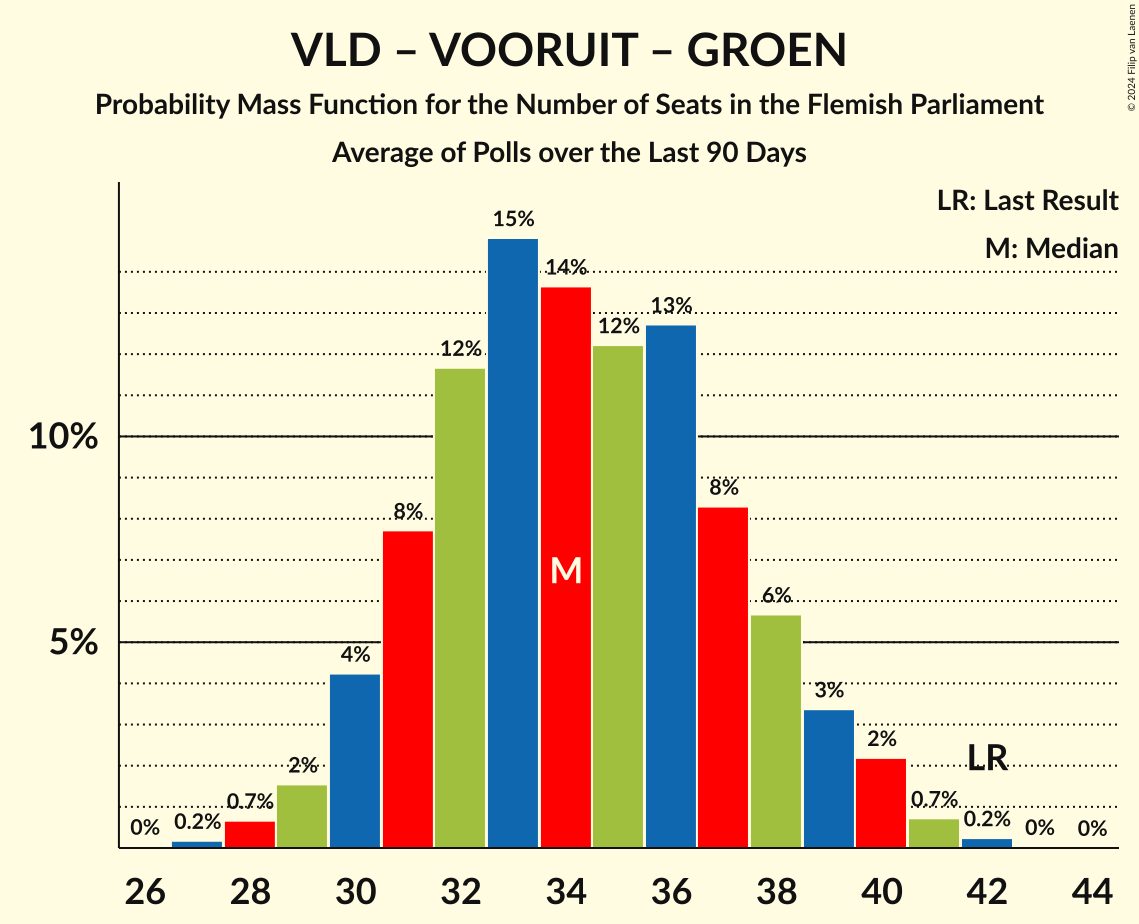 VLD – VOORUIT – GROEN
Probability Mass Function for the Number of Seats in the Flemish Parliament
Average of Polls over the Last 90 Days
© 2024 Filip van Laenen
LR: Last Result
M: Median
15%
14%
13%
12%
12%
10%
8%
8%
M
6%
5%
4%
3%
2%
LR
2%
0.7%
0.7%
0.2%
0.2%
0%
0%
0%
26 28 30 32 34 36 38 40 42 44